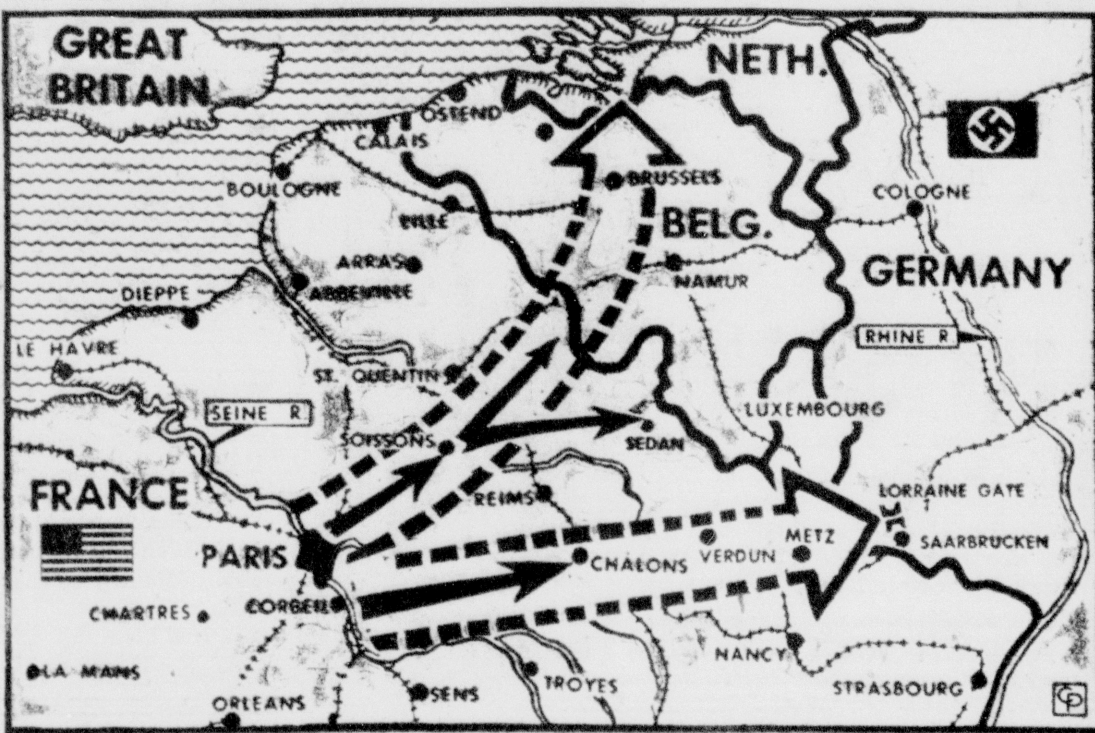 GREAT
BRITAIN
NETH.
OSTEND
CALAIS
BOULOGNE
BRUSSELS
COLOGNE
LILLE
BELG.
ARRAS
NAMUR
GERMANY
DIEPPE
ABBEVILLE
RHINE R
LE HAVRE
ST. QUENTIN
SEINE R
LUXEMBOURG
SOISSONS
SEDAN
FRANCE
REIMS
LORRAINE GATE
PARIS
METZ
SAARBRUCKEN
CHALONS
VERDUN
CORBEIL
CHARTRES
NANCY
LA MANS
TROYES
SENS
STRASBOURG
ORLEANS
CP